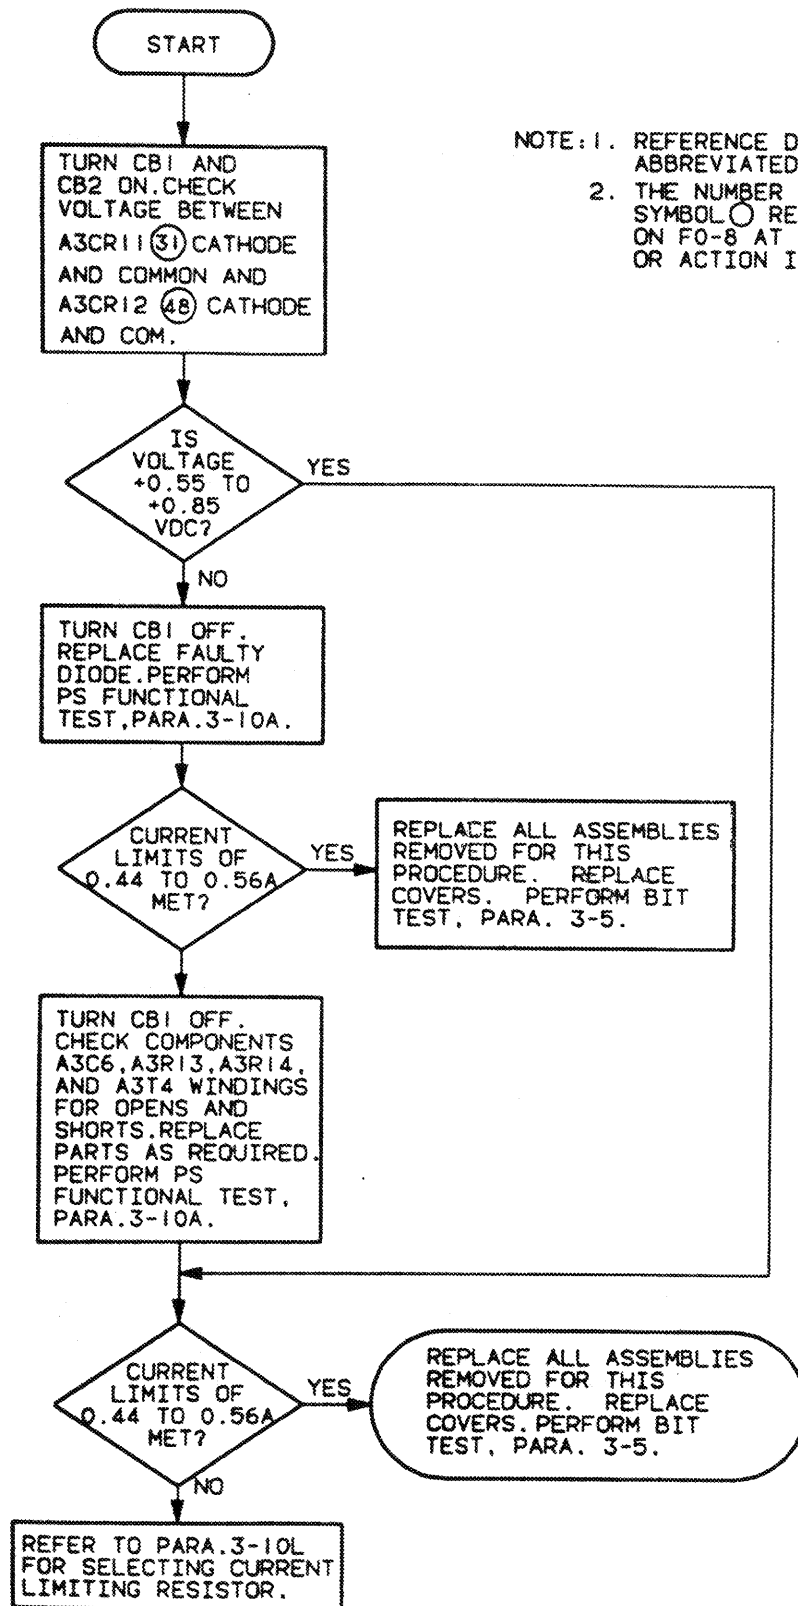 START
NOTE: 1. REFERENCE D
ABBREVIATED
2. THE NUMBER
SYMBOL ◯ RE
ON FO-8 AT
OR ACTION I
TURN CB1 AND
CB2 ON.CHECK
VOLTAGE BETWEEN
A3CR11 (31) CATHODE
AND COMMON AND
A3CR12 (48) CATHODE
AND COM.
IS
VOLTAGE
+0.55 TO
+0.85
VDC?
YES
NO
TURN CB1 OFF.
REPLACE FAULTY
DIODE.PERFORM
PS FUNCTIONAL
TEST,PARA.3-10A.
CURRENT
LIMITS OF
0.44 TO 0.56A
MET?
YES
REPLACE ALL ASSEMBLIES
REMOVED FOR THIS
PROCEDURE. REPLACE
COVERS. PERFORM BIT
TEST, PARA. 3-5.
TURN CB1 OFF.
CHECK COMPONENTS
A3C6,A3R13,A3R14,
AND A3T4 WINDINGS
FOR OPENS AND
SHORTS.REPLACE
PARTS AS REQUIRED.
PERFORM PS
FUNCTIONAL TEST,
PARA.3-10A.
CURRENT
LIMITS OF
0.44 TO 0.56A
MET?
YES
REPLACE ALL ASSEMBLIES
REMOVED FOR THIS
PROCEDURE. REPLACE
COVERS. PERFORM BIT
TEST, PARA. 3-5.
NO
REFER TO PARA.3-10L
FOR SELECTING CURRENT
LIMITING RESISTOR.